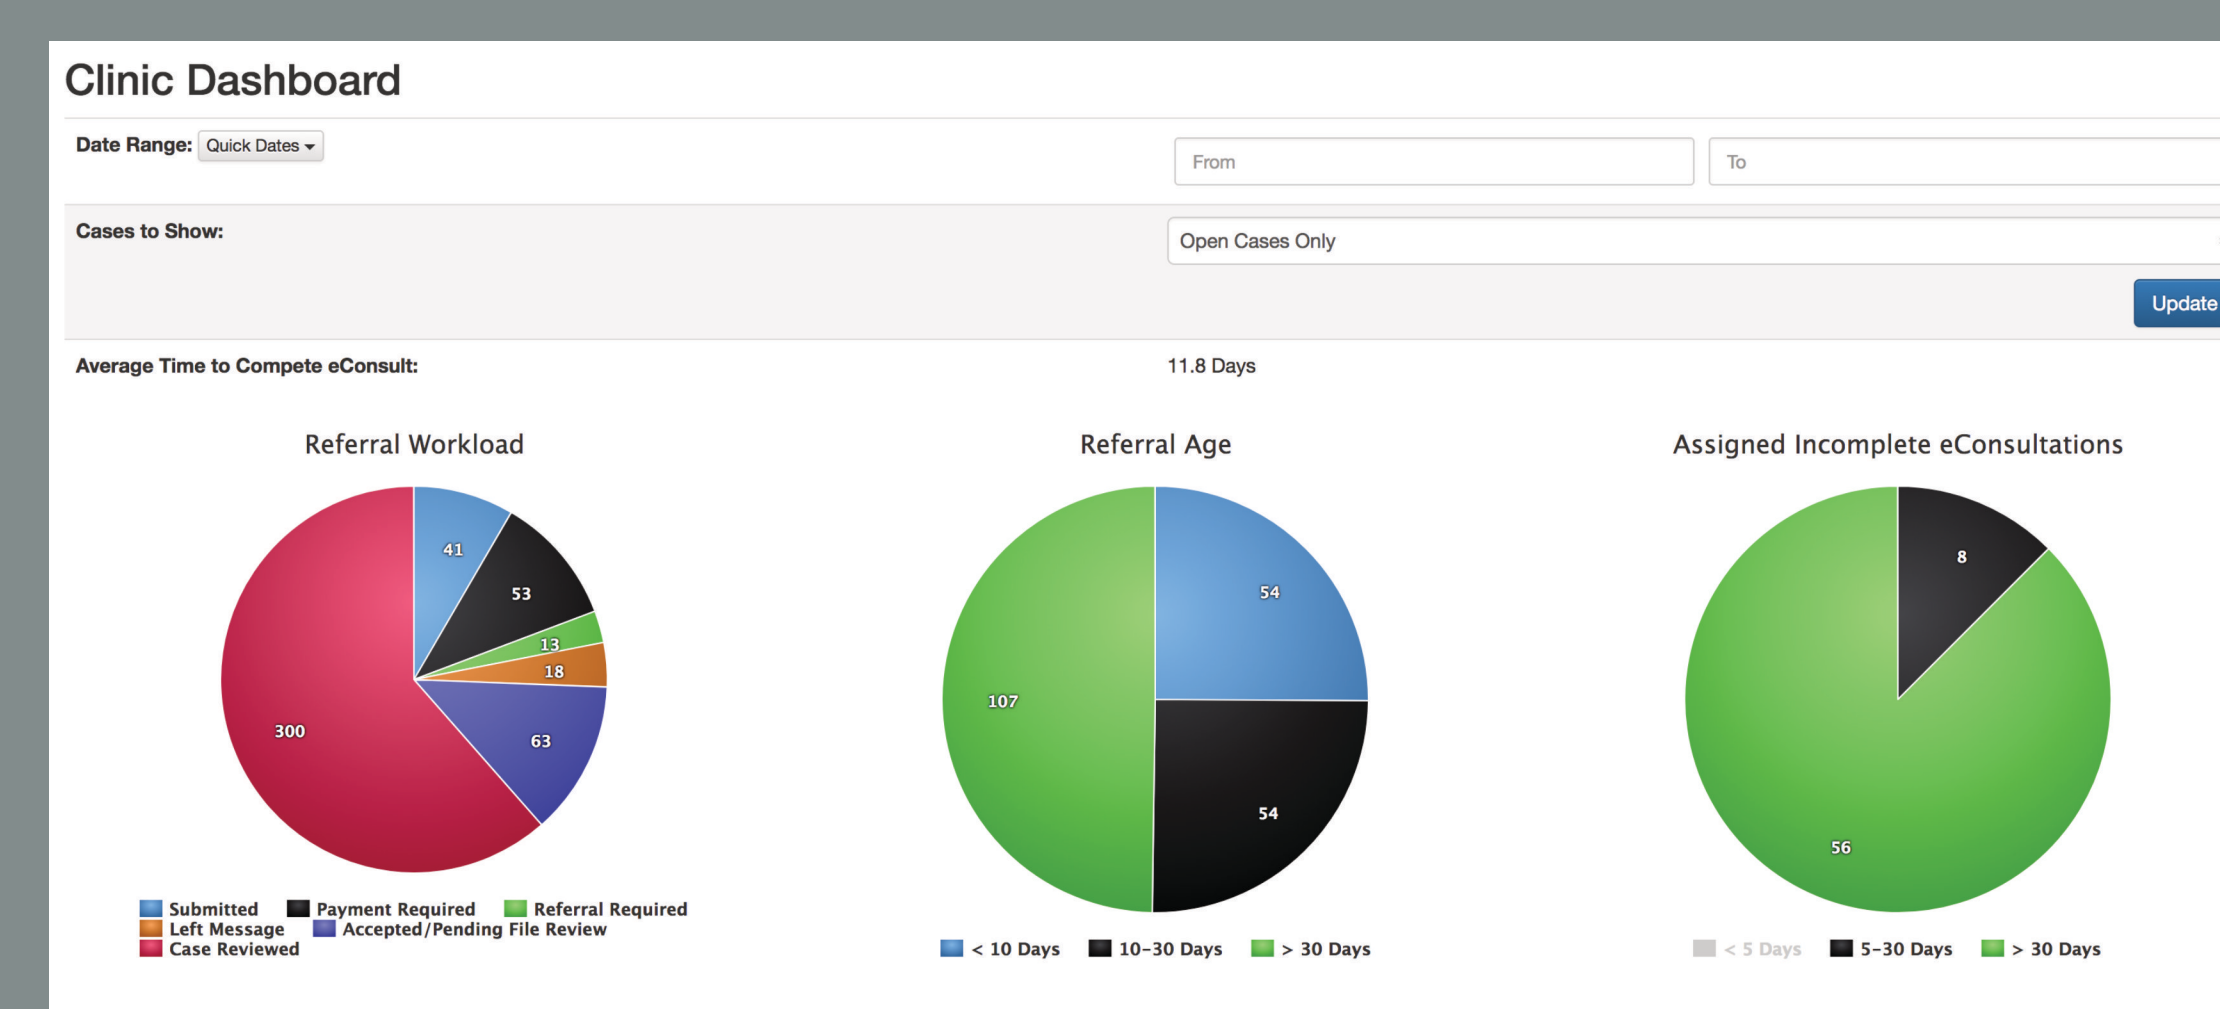 Clinic Dashboard
Date Range: Quick Dates
From
To
Cases to Show:
Open Cases Only
Update
Average Time to Compete eConsult: 11.8 Days
Referral Workload
41
53
13
18
63
300
Submitted Payment Required Referral Required
Left Message Accepted/Pending File Review
Case Reviewed
Referral Age
54
54
107
< 10 Days 10-30 Days > 30 Days
Assigned Incomplete eConsultations
8
56
< 5 Days 5-30 Days > 30 Days